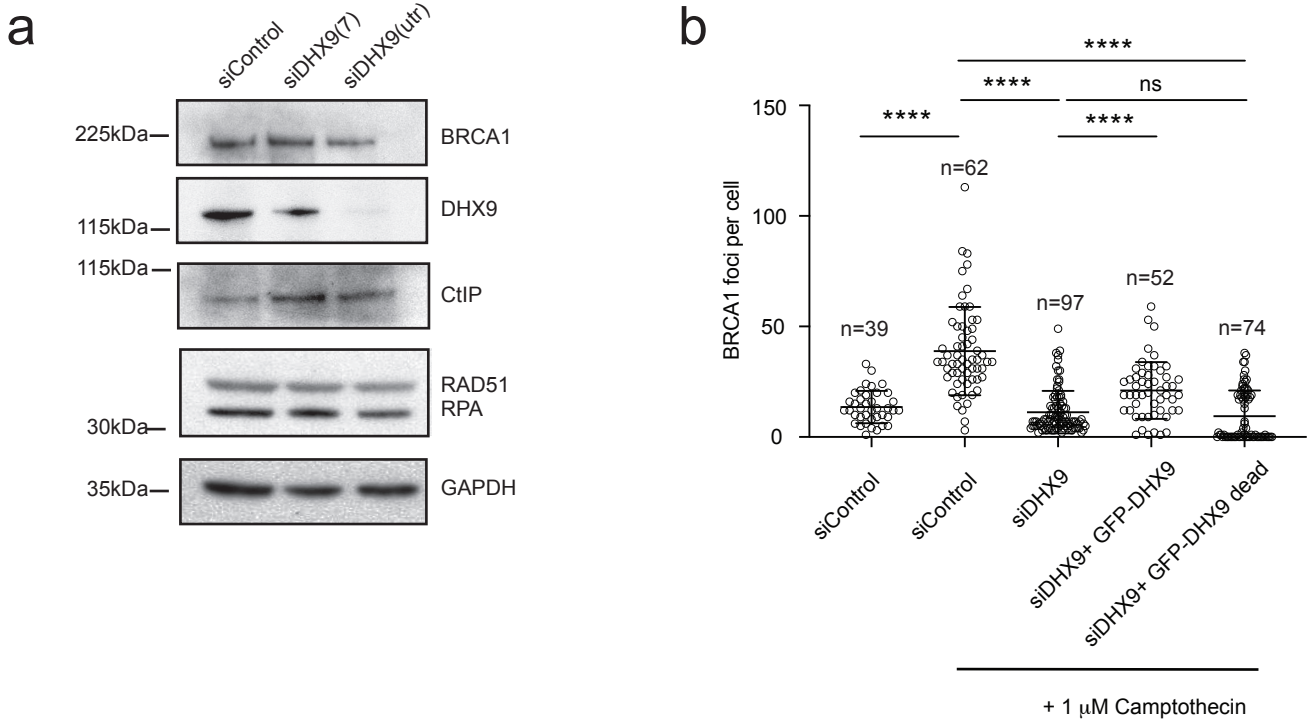 a
siControl
siDHX9(7)
siDHX9(utr)
225kDa
BRCA1
DHX9
115kDa
115kDa
CtIP
RAD51
RPA
30kDa
35kDa
GAPDH
b
****
**** ns
**** ****
150
100
50
0
BRCA1 foci per cell
n=39
n=62
n=97
n=52
n=74
siControl
siControl
siDHX9
siDHX9+ GFP-DHX9
siDHX9+ GFP-DHX9 dead
+ 1 μM Camptothecin